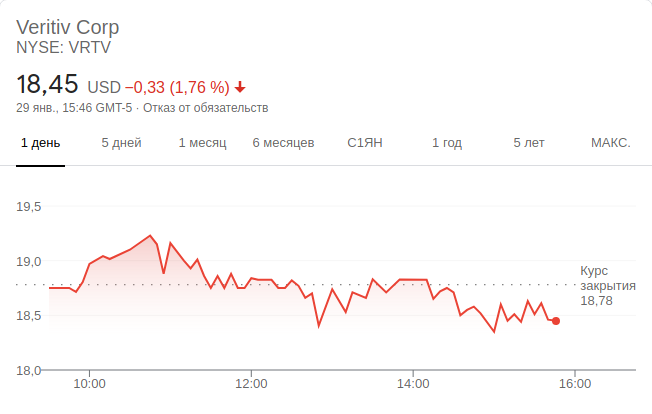 Veritiv Corp
NYSE: VRTV
18,45 USD −0,33 (1,76 %)
29 янв., 15:46 GMT-5 · Отказ от обязательств
1 день 5 дней 1 месяц 6 месяцев С1ЯН 1 год 5 лет МАКС.
19,5
19,0
Курс
закрытия
18,78
18,5
18,0
10:00 12:00 14:00 16:00